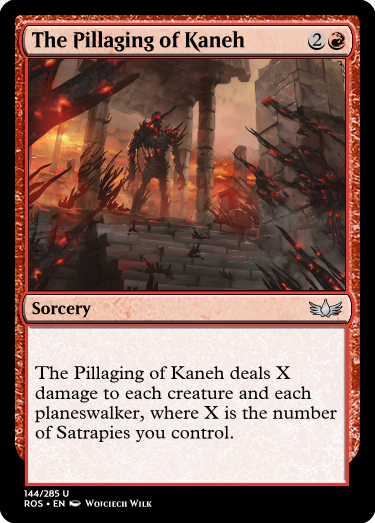 The Pillaging of Kaneh 2
Sorcery
The Pillaging of Kaneh deals X
damage to each creature and each
planeswalker, where X is the number
of Satrapies you control.
144/285 U
ROS • EN Wojciech Wilk